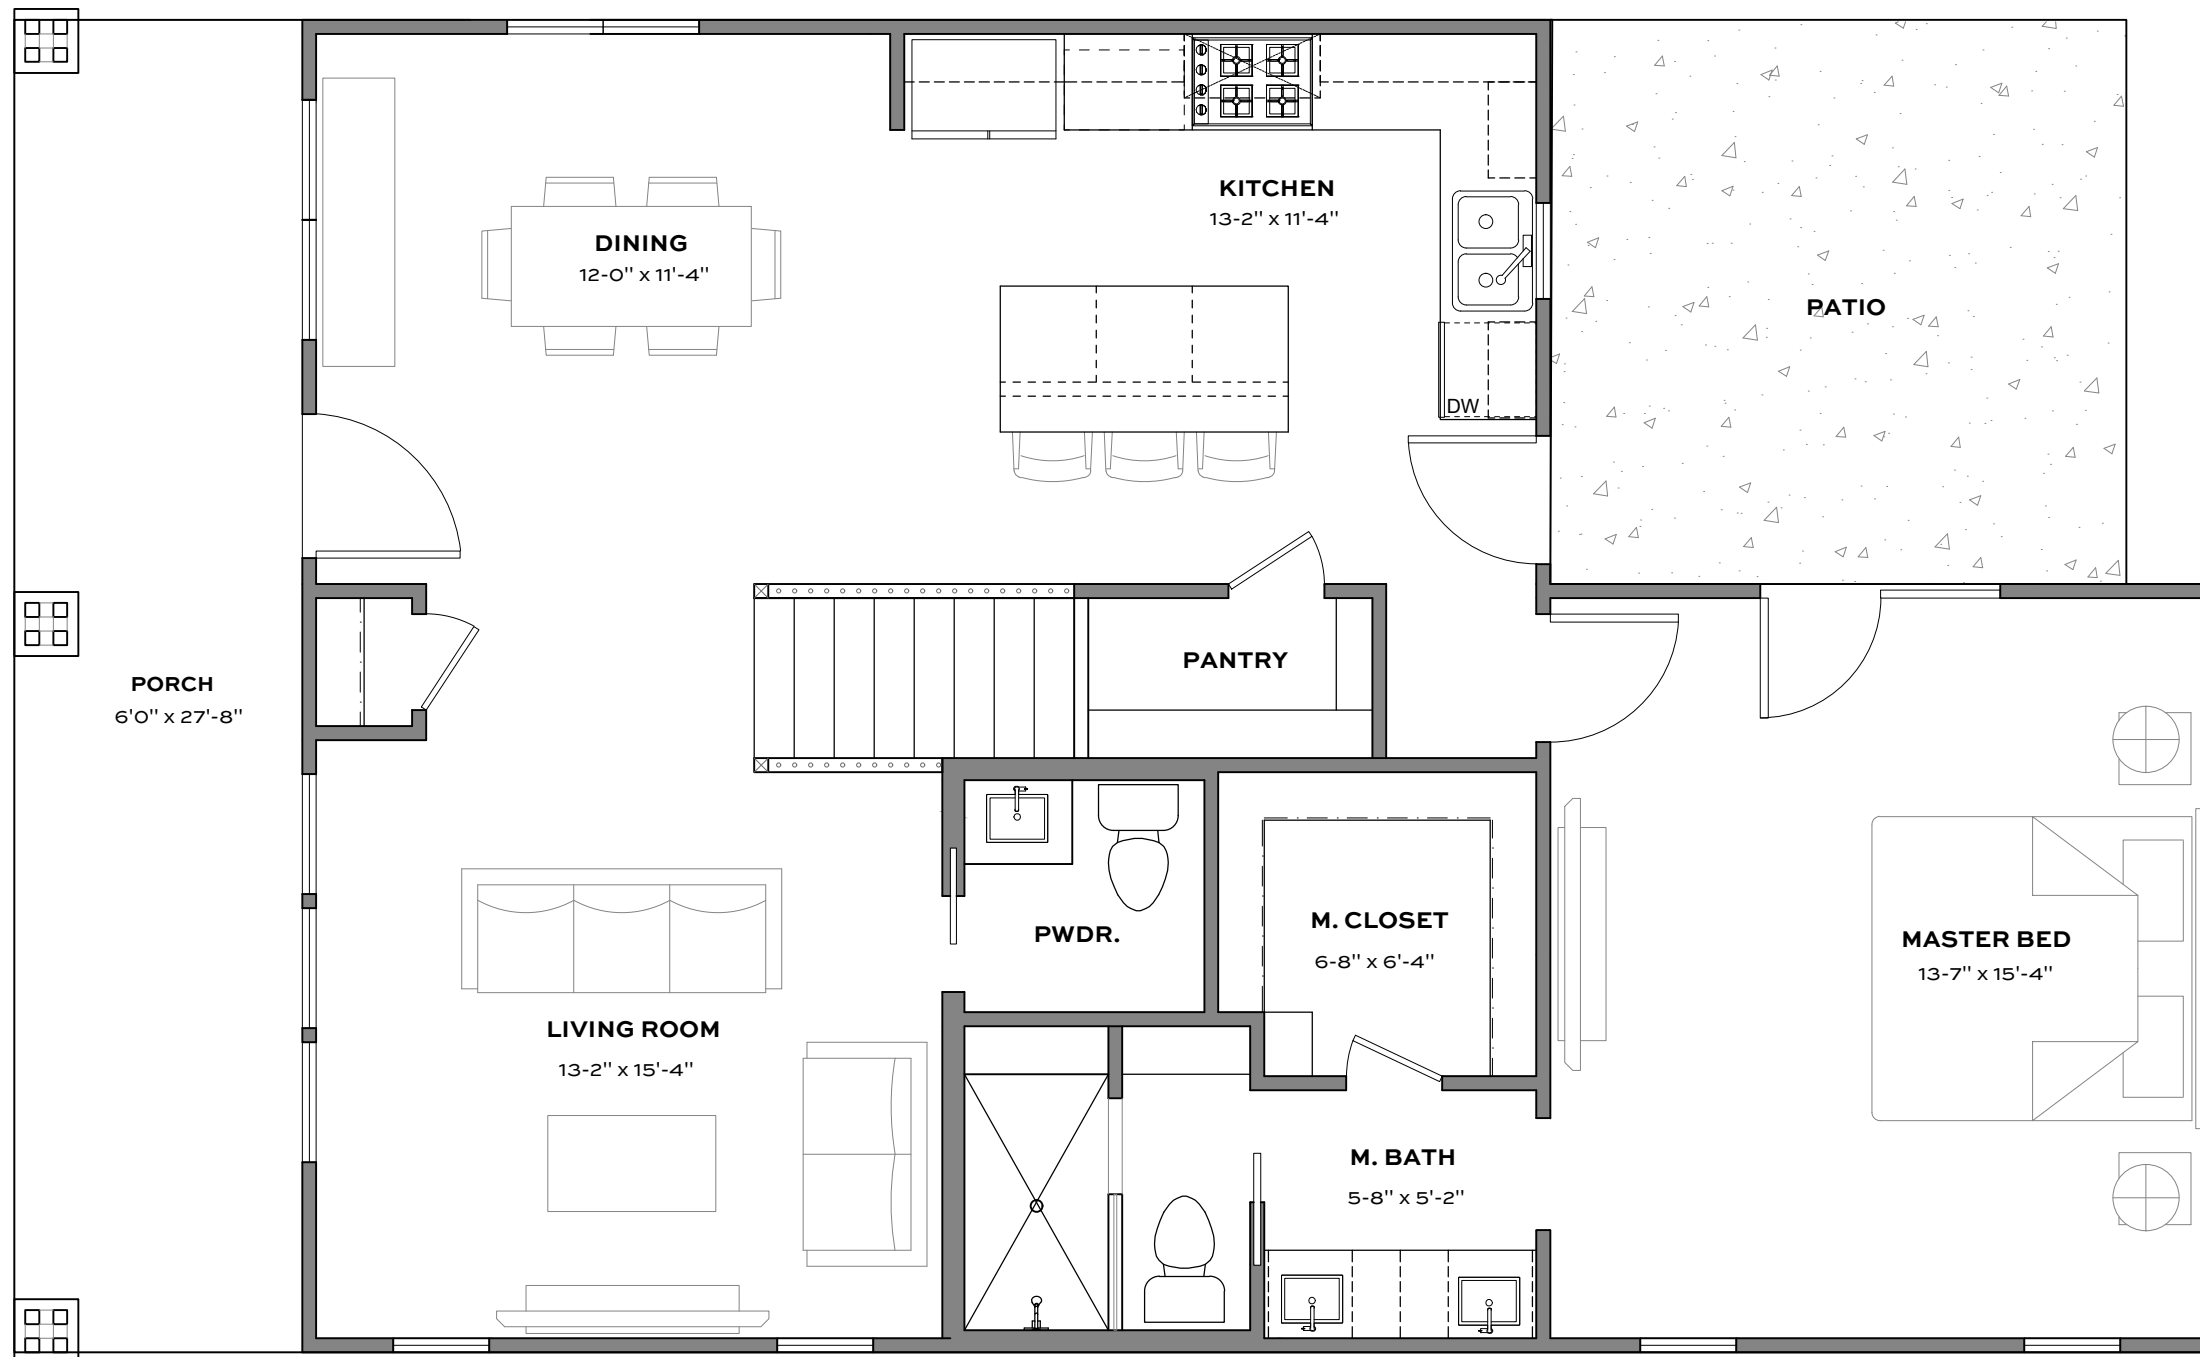 KITCHEN
13-2" x 11'-4"
DINING
12-0" x 11'-4"
PATIO
DW
PANTRY
PORCH
6'0" x 27'-8"
M. CLOSET
6-8" x 6'-4"
PWDR.
MASTER BED
13-7" x 15'-4"
LIVING ROOM
13-2" x 15'-4"
M. BATH
5-8" x 5'-2"